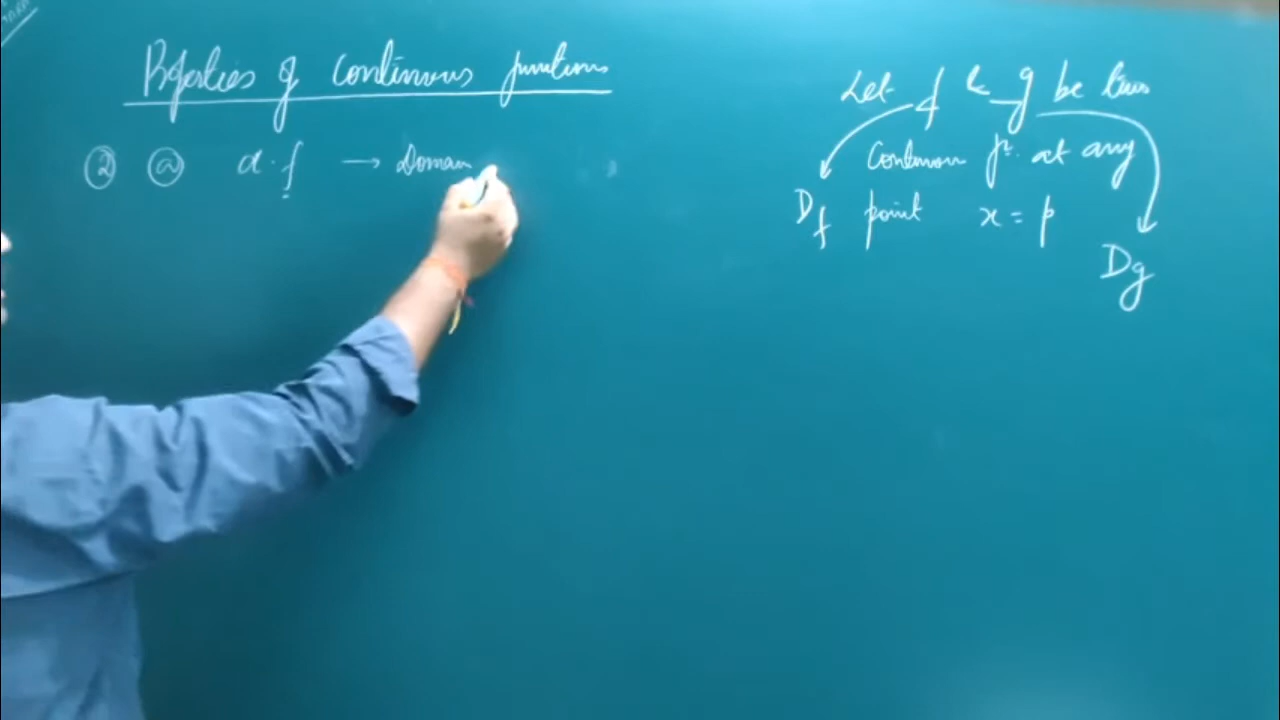 Properties of continuous functions
② ⓐ α · f → Domain
Let f & g be two
continuous fn. at any
point x = p
Df
Dg